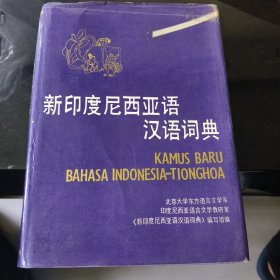 新印度尼西亚语
汉语词典
KAMUS BARU
BAHASA INDONESIA-TIONGHOA
北京大学东方语言文学系
印度尼西亚语言文学教研室
《新印度尼西亚语汉语词典》编写组编